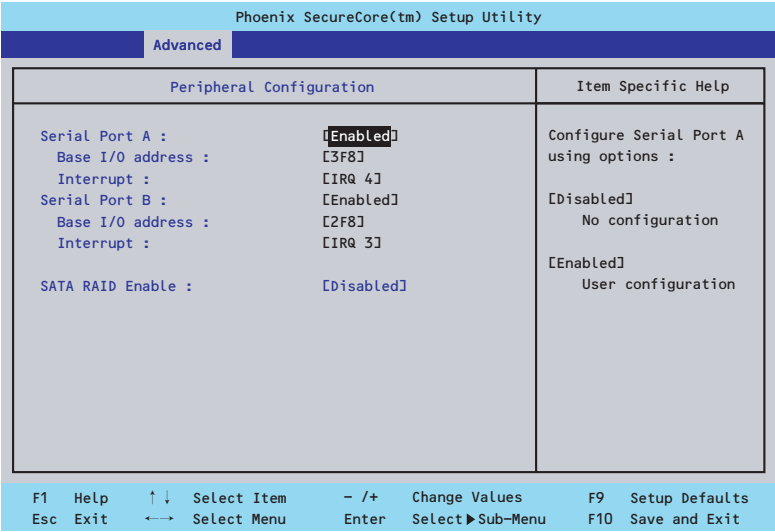 Phoenix SecureCore(tm) Setup Utility
Advanced
Peripheral Configuration
Serial Port A : [Enabled]
Base I/O address : [3F8]
Interrupt : [IRQ 4]
Serial Port B : [Enabled]
Base I/O address : [2F8]
Interrupt : [IRQ 3]
SATA RAID Enable : [Disabled]
Item Specific Help
Configure Serial Port A
using options :
[Disabled]
No configuration
[Enabled]
User configuration
F1 Help ↑↓ Select Item - /+ Change Values F9 Setup Defaults
Esc Exit ←→ Select Menu Enter Select▶Sub-Menu F10 Save and Exit